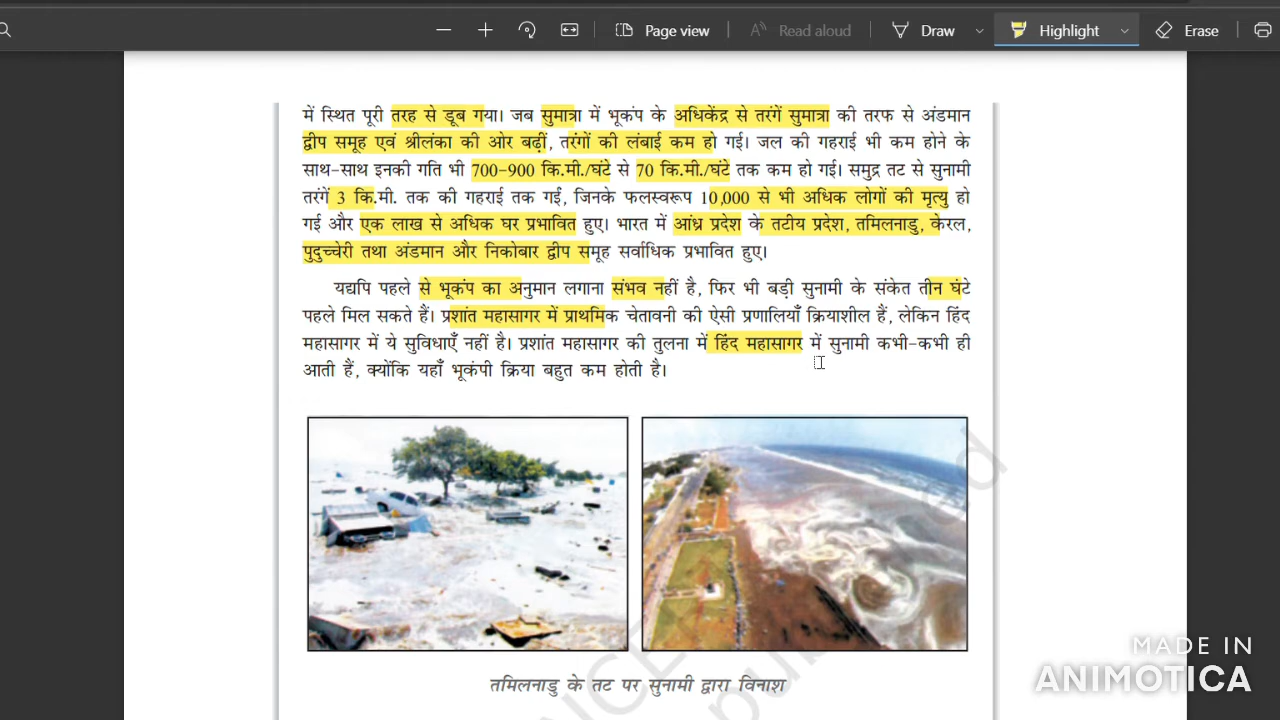 Page view
Read aloud
Draw
Highlight
Erase
में स्थित पूरी तरह से डूब गया। जब सुमात्रा में भूकंप के अधिकेंद्र से तरंगें सुमात्रा की तरफ से अंडमान
द्वीप समूह एवं श्रीलंका की ओर बढ़ीं, तरंगों की लंबाई कम हो गई। जल की गहराई भी कम होने के
साथ-साथ इनकी गति भी 700-900 कि.मी./घंटे से 70 कि.मी./घंटे तक कम हो गई। समुद्र तट से सुनामी
तरंगें 3 कि.मी. तक की गहराई तक गईं, जिनके फलस्वरूप 10,000 से भी अधिक लोगों की मृत्यु हो
गई और एक लाख से अधिक घर प्रभावित हुए। भारत में आंध्र प्रदेश के तटीय प्रदेश, तमिलनाडु, केरल,
पुदुच्चेरी तथा अंडमान और निकोबार द्वीप समूह सर्वाधिक प्रभावित हुए।
यद्यपि पहले से भूकंप का अनुमान लगाना संभव नहीं है, फिर भी बड़ी सुनामी के संकेत तीन घंटे
पहले मिल सकते हैं। प्रशांत महासागर में प्राथमिक चेतावनी की ऐसी प्रणालियाँ क्रियाशील हैं, लेकिन हिंद
महासागर में ये सुविधाएँ नहीं है। प्रशांत महासागर की तुलना में हिंद महासागर में सुनामी कभी-कभी ही
आती हैं, क्योंकि यहाँ भूकंपी क्रिया बहुत कम होती है।
तमिलनाडु के तट पर सुनामी द्वारा विनाश
MADE IN
ANIMOTICA